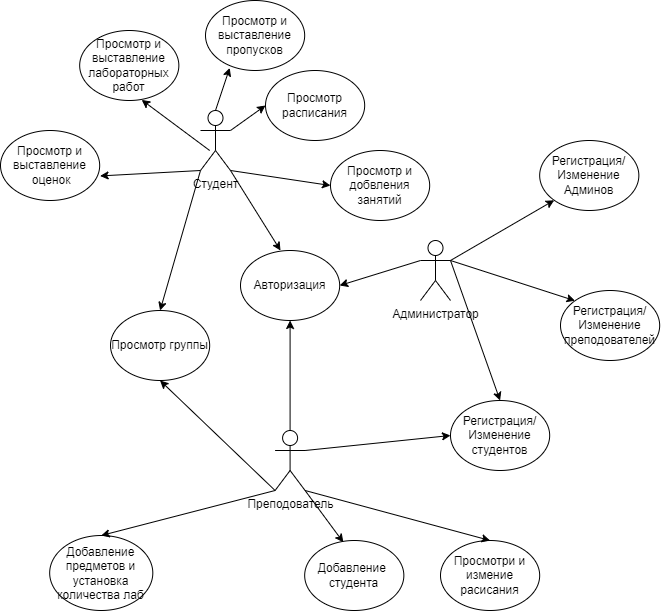 Просмотр и
выставление
пропусков
Просмотр и
выставление
лабораторных
работ
Просмотр
расписания
Просмотр и
выставление
оценок
Студент
Просмотр и
добвления
занятий
Регистрация/
Изменение
Админов
Авторизация
Администратор
Регистрация/
Изменение
преподователей
Просмотр группы
Регистрация/
Изменение
студентов
Преподователь
Добавление
предметов и
установка
количества лаб
Добавление
студента
Просмотри и
измение
расисания